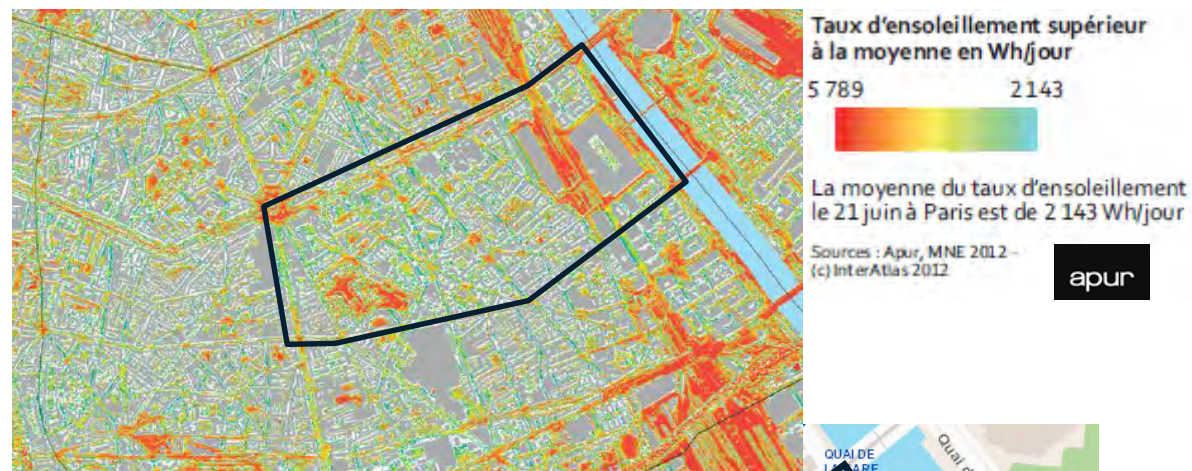 Taux d'ensoleillement supérieur
à la moyenne en Wh/jour
5 789 2 143
La moyenne du taux d'ensoleillement
le 21 juin à Paris est de 2 143 Wh/jour
Sources : Apur, MNE 2012 -
(c) InterAtlas 2012
apur
QUAI DE
Quai d